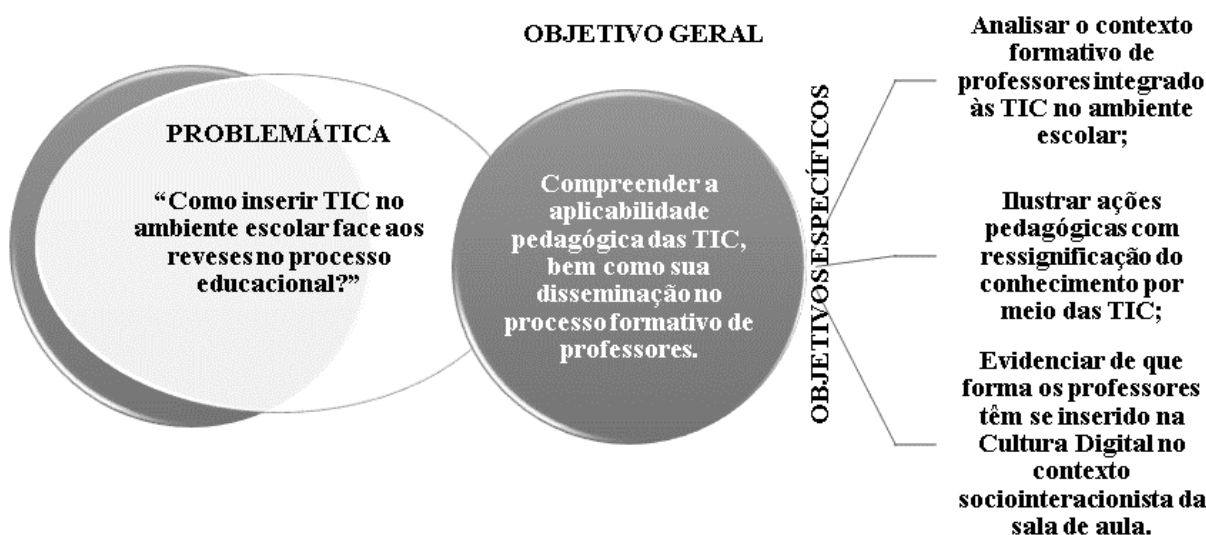 PROBLEMÁTICA
“Como inserir TIC no
ambiente escolar face aos
reveses no processo
educacional?”
OBJETIVO GERAL
Compreender a
aplicabilidade
pedagógica das TIC,
bem como sua
disseminação no
processo formativo de
professores.
OBJETIVOS ESPECÍFICOS
Analisar o contexto
formativo de
professores integrado
às TIC no ambiente
escolar;
Ilustrar ações
pedagógicas com
ressignificação do
conhecimento por
meio das TIC;
Evidenciar de que
forma os professores
têm se inserido na
Cultura Digital no
contexto
sociointeracionista da
sala de aula.